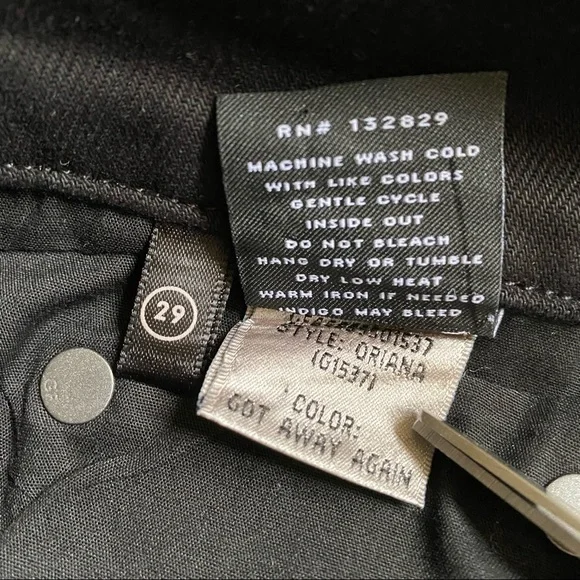 RN# 132829
MACHINE WASH COLD
WITH LIKE COLORS
GENTLE CYCLE
INSIDE OUT
DO NOT BLEACH
HANG DRY OR TUMBLE
DRY LOW HEAT
WARM IRON IF NEEDED
INDIGO MAY BLEED
29
STYLE: ORIANA
(G1537)
COLOR:
GOT AWAY AGAIN